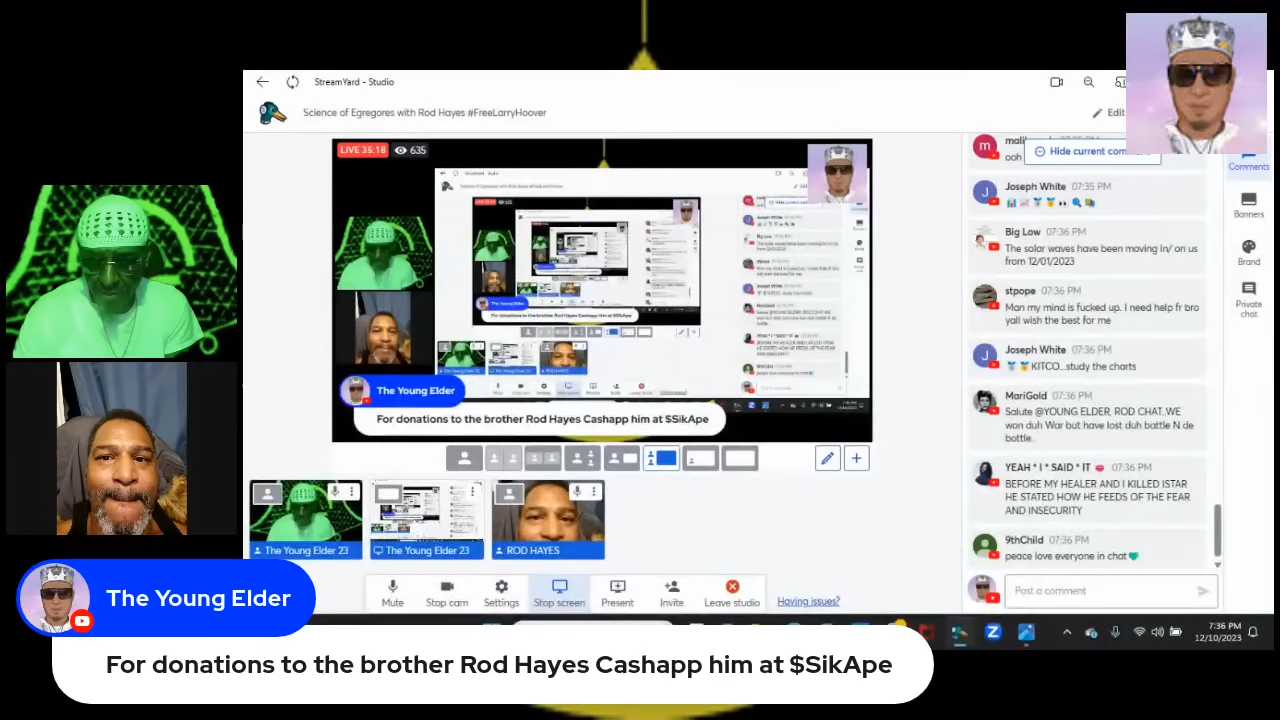 StreamYard - Studio
Science of Egregores with Rod Hayes #FreeLarryHoover
Edit
LIVE 35:18 635
The Young Elder
For donations to the brother Rod Hayes Cashapp him at $SikApe
The Young Elder 23
The Young Elder 23
ROD HAYES
Mute
Stop cam
Settings
Stop screen
Present
Invite
Leave studio
Having issues?
ooh
Hide current comm
Joseph White 07:35 PM
Big Low 07:36 PM
The solar waves have been moving in/ on us
from 12/01/2023
stpope 07:36 PM
Man my mind is fucked up. I need help fr bro
yall wish the best for me
Joseph White 07:36 PM
KITCO...study the charts
MariGold 07:36 PM
Salute @YOUNG ELDER, ROD CHAT..WE
won duh War but have lost duh battle N de
bottle.
YEAH * I * SAID * IT 07:36 PM
BEFORE MY HEALER AND I KILLED ISTAR
HE STATED HOW HE FEEDS OF THE FEAR
AND INSECURITY
9thChild 07:36 PM
peace love everyone in chat
Post a comment
Comments
Banners
Brand
Private
chat
7:36 PM
12/10/2023
The Young Elder
For donations to the brother Rod Hayes Cashapp him at $SikApe